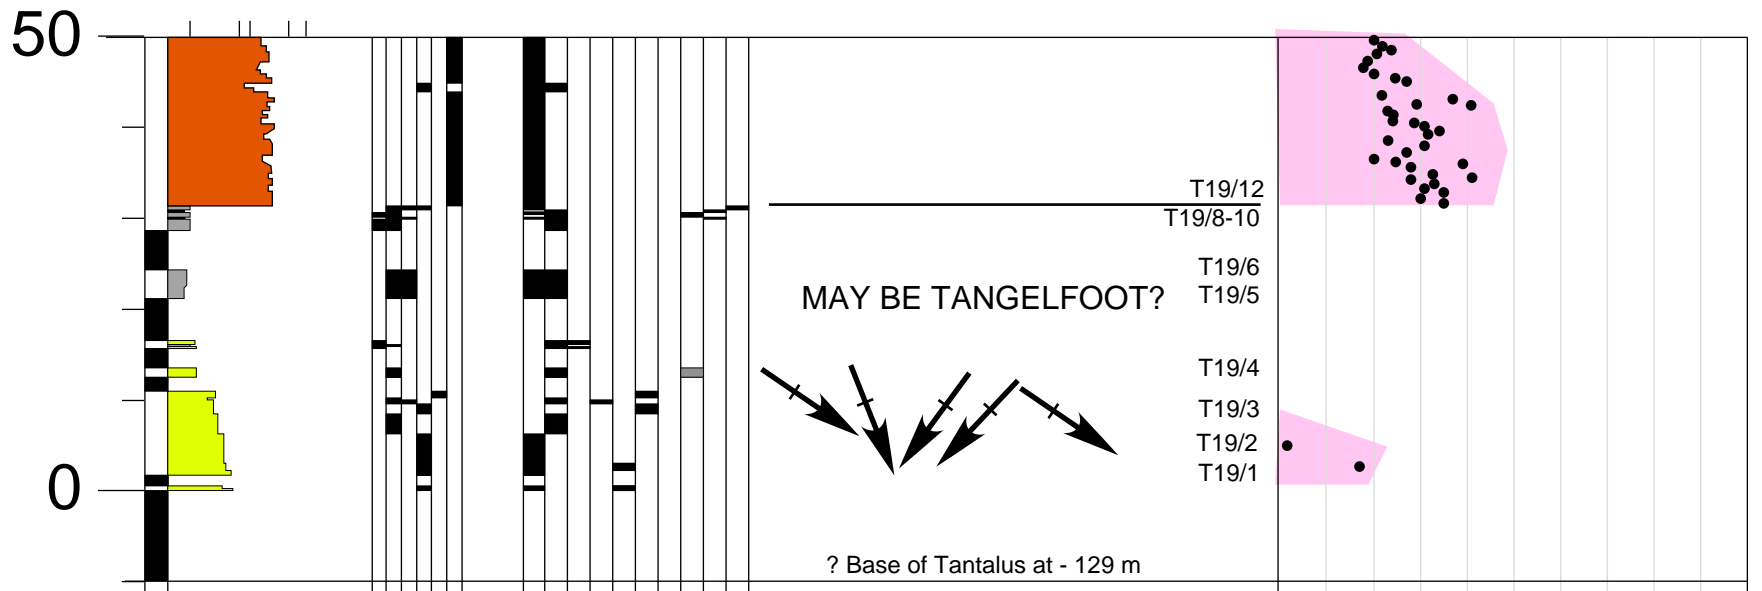 50
T19/12
T19/8-10
T19/6
MAY BE TANGELFOOT?
T19/5
T19/4
T19/3
T19/2
T19/1
0
? Base of Tantalus at - 129 m